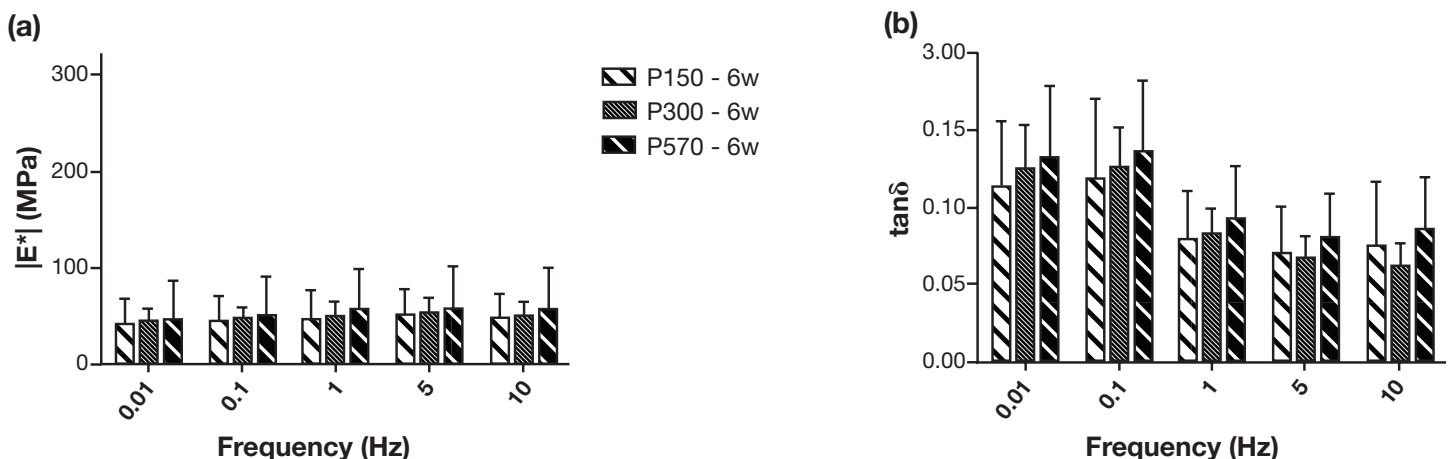 (a)
|E*| (MPa)
300
200
100
0
0.01
0.1
1
5
10
Frequency (Hz)
P150 - 6w
P300 - 6w
P570 - 6w
(b)
tanδ
3.00
0.15
0.10
0.05
0.00
0.01
0.1
1
5
10
Frequency (Hz)